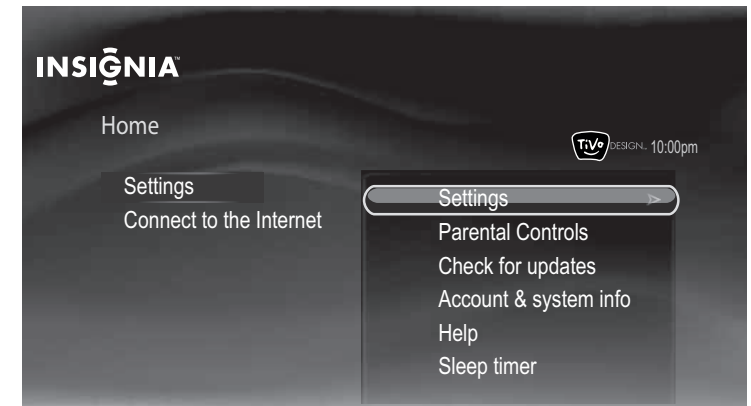 INSIGNIA™
Home
TiVo DESIGN. 10:00pm
Settings
Connect to the Internet
Settings >
Parental Controls
Check for updates
Account & system info
Help
Sleep timer